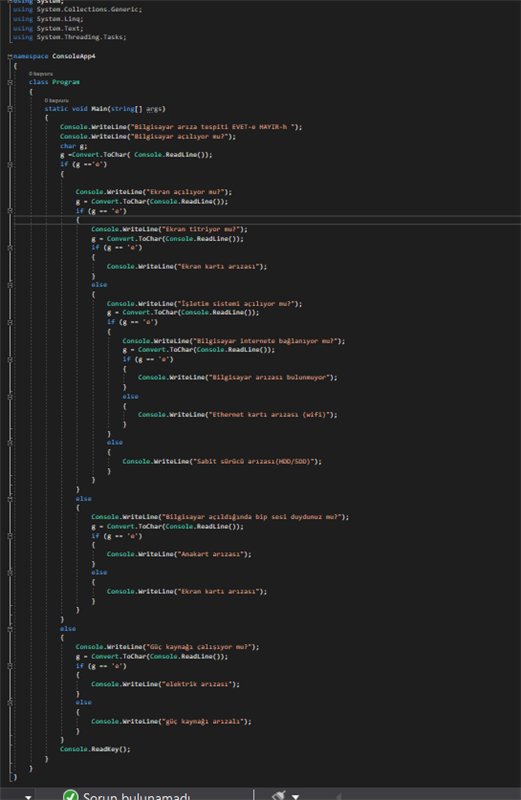 using System;
using System.Collections.Generic;
using System.Linq;
using System.Text;
using System.Threading.Tasks;
namespace ConsoleApp4
{
0 başvuru
class Program
{
0 başvuru
static void Main(string[] args)
{
Console.WriteLine("Bilgisayar arıza tespiti EVET-e HAYIR-h ");
Console.WriteLine("Bilgisayar açılıyor mu?");
char g;
g =Convert.ToChar( Console.ReadLine());
if (g =='e')
{
Console.WriteLine("Ekran açılıyor mu?");
g = Convert.ToChar(Console.ReadLine());
if (g == 'e')
{
Console.WriteLine("Ekran titriyor mu?");
g = Convert.ToChar(Console.ReadLine());
if (g == 'e')
{
Console.WriteLine("Ekran kartı arızası");
}
else
{
Console.WriteLine("İşletim sistemi açılıyor mu?");
g = Convert.ToChar(Console.ReadLine());
if (g == 'e')
{
Console.WriteLine("Bilgisayar internete bağlanıyor mu?");
g = Convert.ToChar(Console.ReadLine());
if (g == 'e')
{
Console.WriteLine("Bilgisayar arızası bulunmuyor");
}
else
{
Console.WriteLine("Ethernet kartı arızası (wifi)");
}
}
else
{
Console.WriteLine("Sabit sürücü arızası(HDD/SDD)");
}
}
}
else
{
Console.WriteLine("Bilgisayar açıldığında bip sesi duydunuz mu?");
g = Convert.ToChar(Console.ReadLine());
if (g == 'e')
{
Console.WriteLine("Anakart arızası");
}
else
{
Console.WriteLine("Ekran kartı arızası");
}
}
}
else
{
Console.WriteLine("Güç kaynağı çalışıyor mu?");
g = Convert.ToChar(Console.ReadLine());
if (g == 'e')
{
Console.WriteLine("elektrik arızası");
}
else
{
Console.WriteLine("güç kaynağı arızalı");
}
}
Console.ReadKey();
}
}
}
Sorun bulunamadı